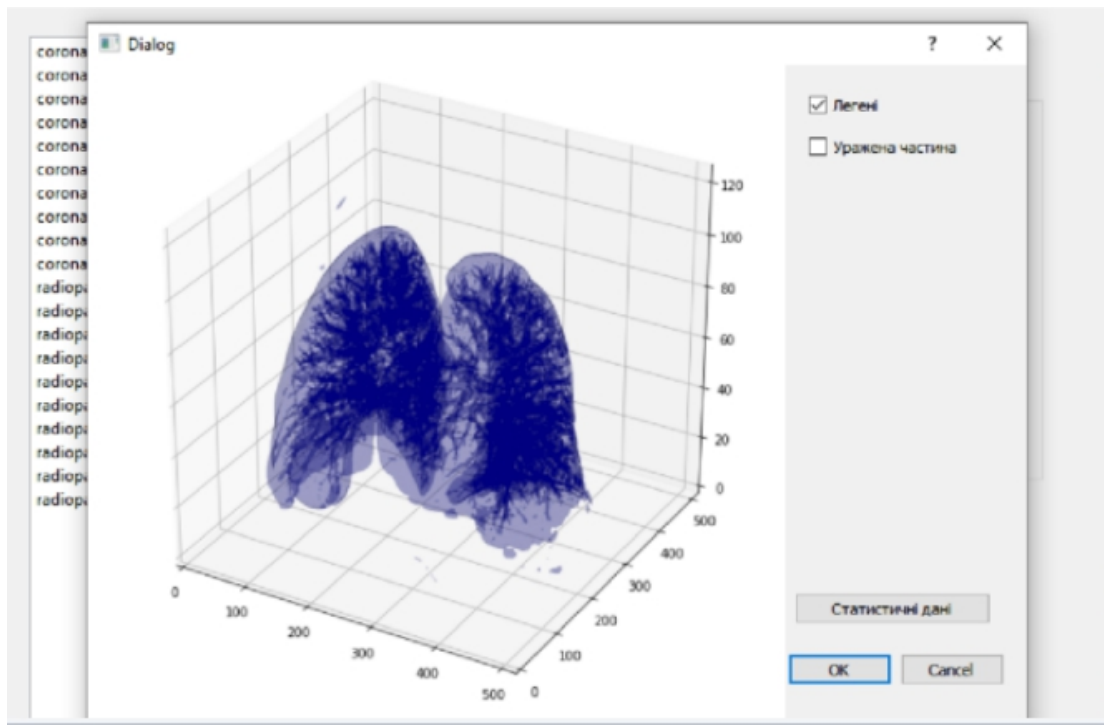 Dialog
?
corona
corona
corona
corona
corona
corona
corona
corona
corona
corona
radiopa
radiopa
radiopa
radiopa
radiopa
radiopa
radiopa
radiopa
radiopa
radiopa
Легені
Уражена частина
120
100
80
60
40
20
0
500
400
300
200
100
0
0
100
200
300
400
500
Статистичні дані
OK
Cancel